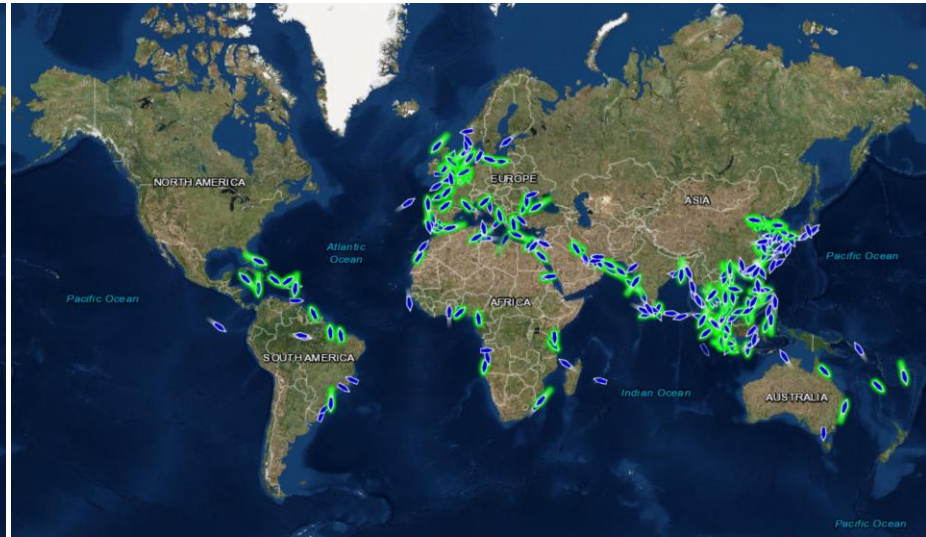 NORTH AMERICA
EUROPE
ASIA
Atlantic
Ocean
Pacific Ocean
Pacific Ocean
AFRICA
SOUTH AMERICA
Indian Ocean
AUSTRALIA
Pacific Ocean